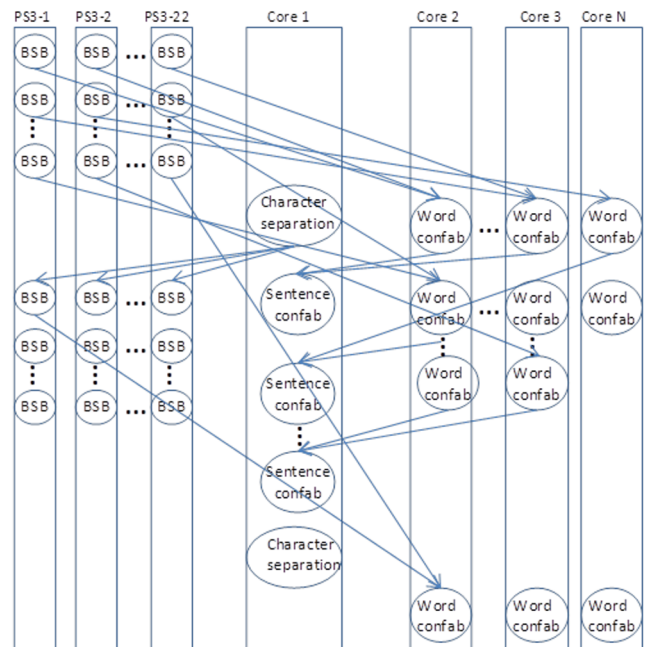 PS3-1 PS3-2 PS3-22 Core 1 Core 2 Core 3 Core N
BSB BSB ... BSB
BSB BSB ... BSB
BSB BSB ... BSB
Character
separation
Word
confab
...
Word
confab
Word
confab
BSB BSB ... BSB
Sentence
confab
Word
confab
...
Word
confab
Word
confab
BSB BSB ... BSB
Sentence
confab
Word
confab
Word
confab
BSB BSB ... BSB
Sentence
confab
Character
separation
Word
confab
Word
confab
Word
confab